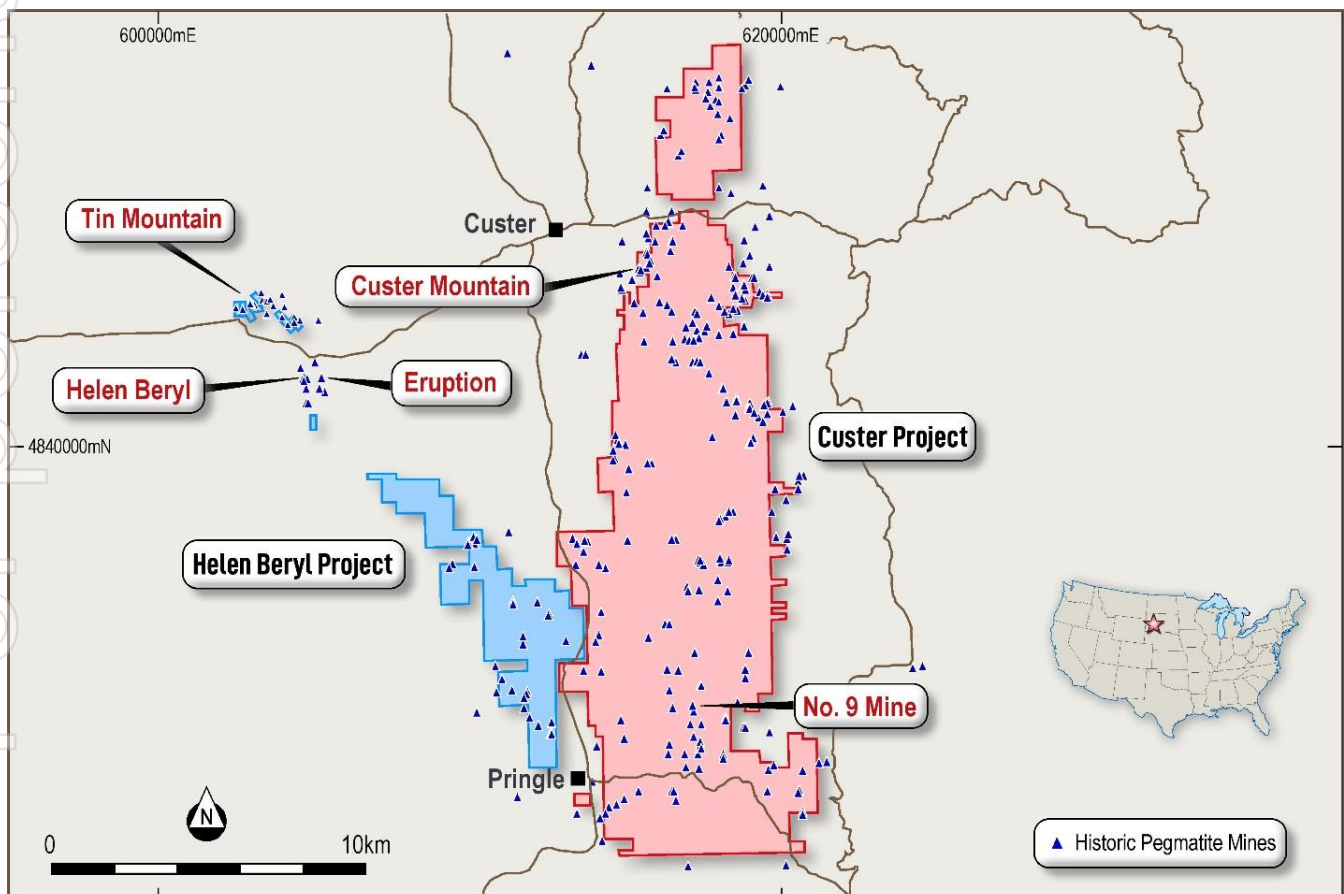 600000mE
620000mE
Tin Mountain
Custer
Custer Mountain
Helen Beryl
Eruption
4840000mN
Custer Project
Helen Beryl Project
No. 9 Mine
Pringle
N
0
10km
Historic Pegmatite Mines